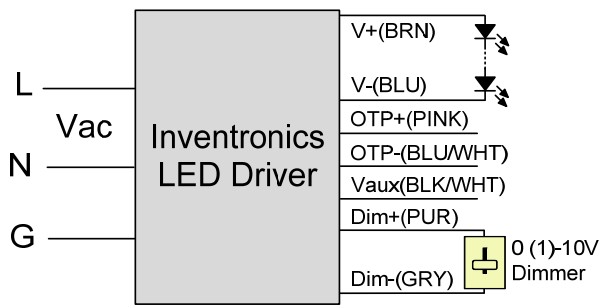 L
Vac
N
G
Inventronics
LED Driver
V+(BRN)
V-(BLU)
OTP+(PINK)
OTP-(BLU/WHT)
Vaux(BLK/WHT)
Dim+(PUR)
Dim-(GRY)
0 (1)-10V
Dimmer